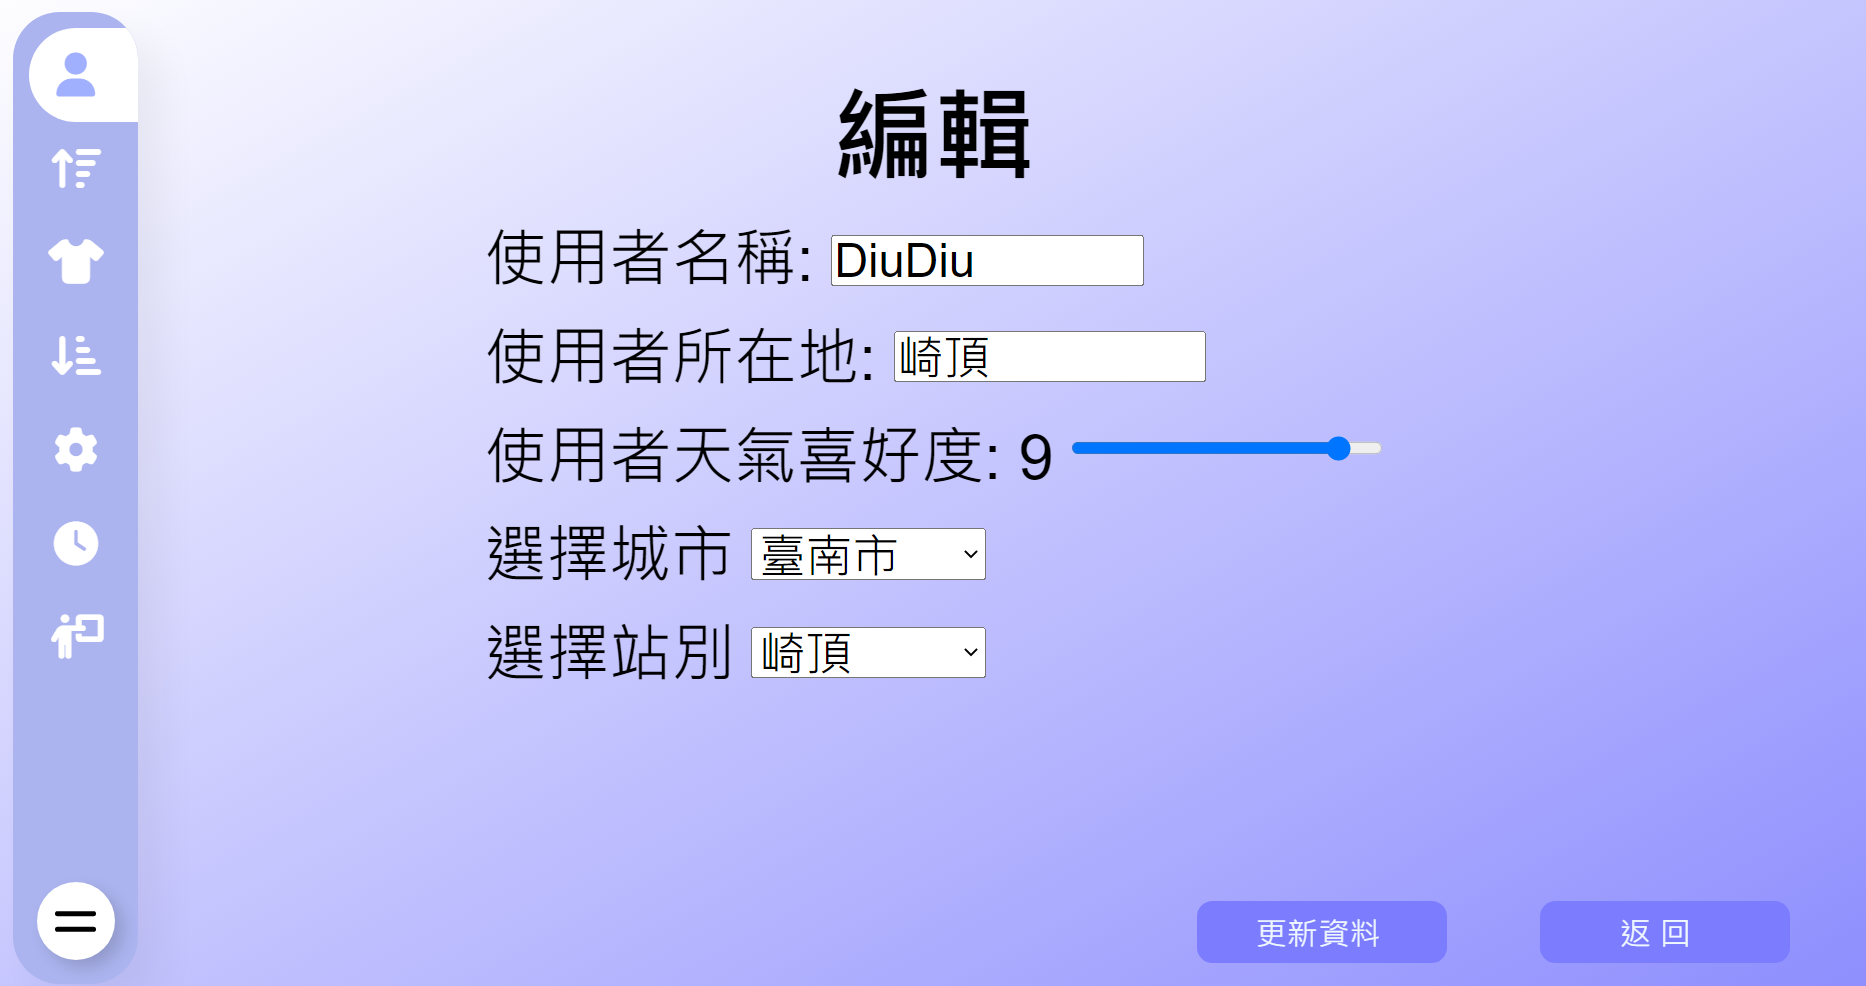 編輯
使用者名稱: DiuDiu
使用者所在地: 崎頂
使用者天氣喜好度: 9
選擇城市 臺南市
選擇站別 崎頂
更新資料 返 回